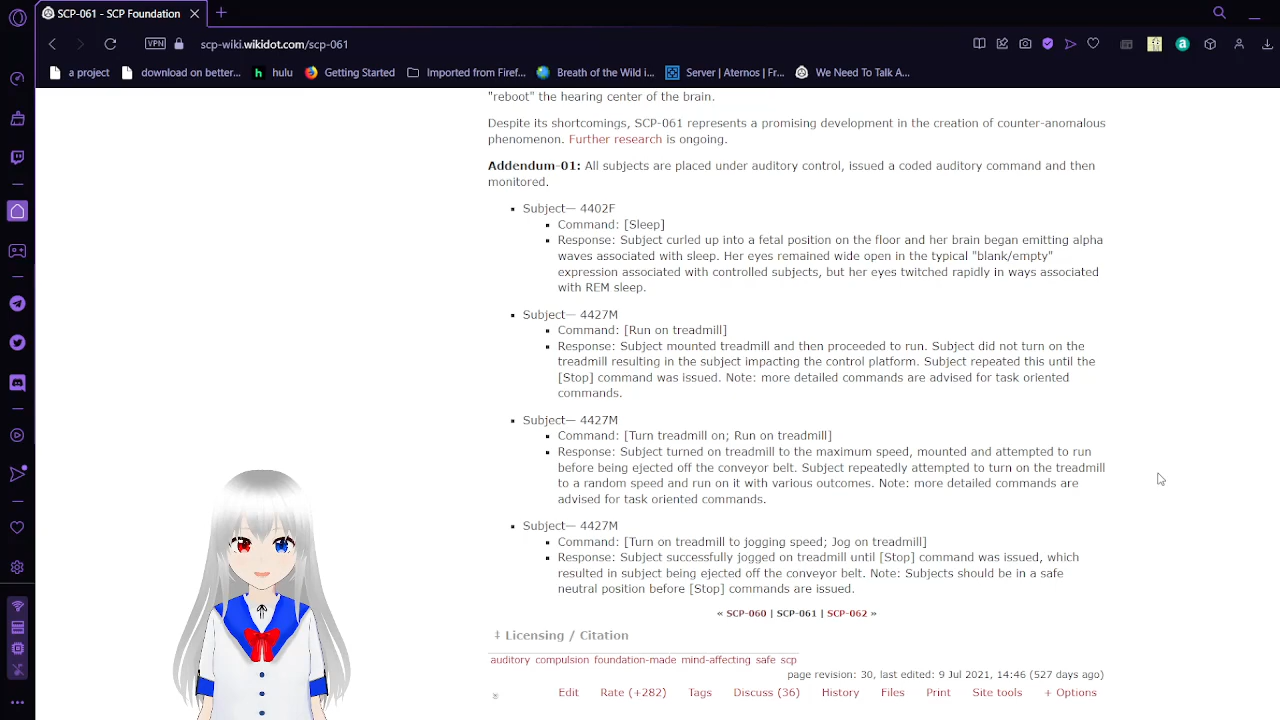 SCP-061 - SCP Foundation
VPN
scp-wiki.wikidot.com/scp-061
a project
download on better...
hulu
Getting Started
Imported from Firef...
Breath of the Wild i...
Server | Aternos | Fr...
We Need To Talk A...
"reboot" the hearing center of the brain.
Despite its shortcomings, SCP-061 represents a promising development in the creation of counter-anomalous
phenomenon. Further research is ongoing.
Addendum-01: All subjects are placed under auditory control, issued a coded auditory command and then
monitored.
Subject— 4402F
Command: [Sleep]
Response: Subject curled up into a fetal position on the floor and her brain began emitting alpha
waves associated with sleep. Her eyes remained wide open in the typical "blank/empty"
expression associated with controlled subjects, but her eyes twitched rapidly in ways associated
with REM sleep.
Subject— 4427M
Command: [Run on treadmill]
Response: Subject mounted treadmill and then proceeded to run. Subject did not turn on the
treadmill resulting in the subject impacting the control platform. Subject repeated this until the
[Stop] command was issued. Note: more detailed commands are advised for task oriented
commands.
Subject— 4427M
Command: [Turn treadmill on; Run on treadmill]
Response: Subject turned on treadmill to the maximum speed, mounted and attempted to run
before being ejected off the conveyor belt. Subject repeatedly attempted to turn on the treadmill
to a random speed and run on it with various outcomes. Note: more detailed commands are
advised for task oriented commands.
Subject— 4427M
Command: [Turn on treadmill to jogging speed; Jog on treadmill]
Response: Subject successfully jogged on treadmill until [Stop] command was issued, which
resulted in subject being ejected off the conveyor belt. Note: Subjects should be in a safe
neutral position before [Stop] commands are issued.
« SCP-060 | SCP-061 | SCP-062 »
‡ Licensing / Citation
auditory compulsion foundation-made mind-affecting safe scp
page revision: 30, last edited: 9 Jul 2021, 14:46 (527 days ago)
Edit Rate (+282) Tags Discuss (36) History Files Print Site tools + Options